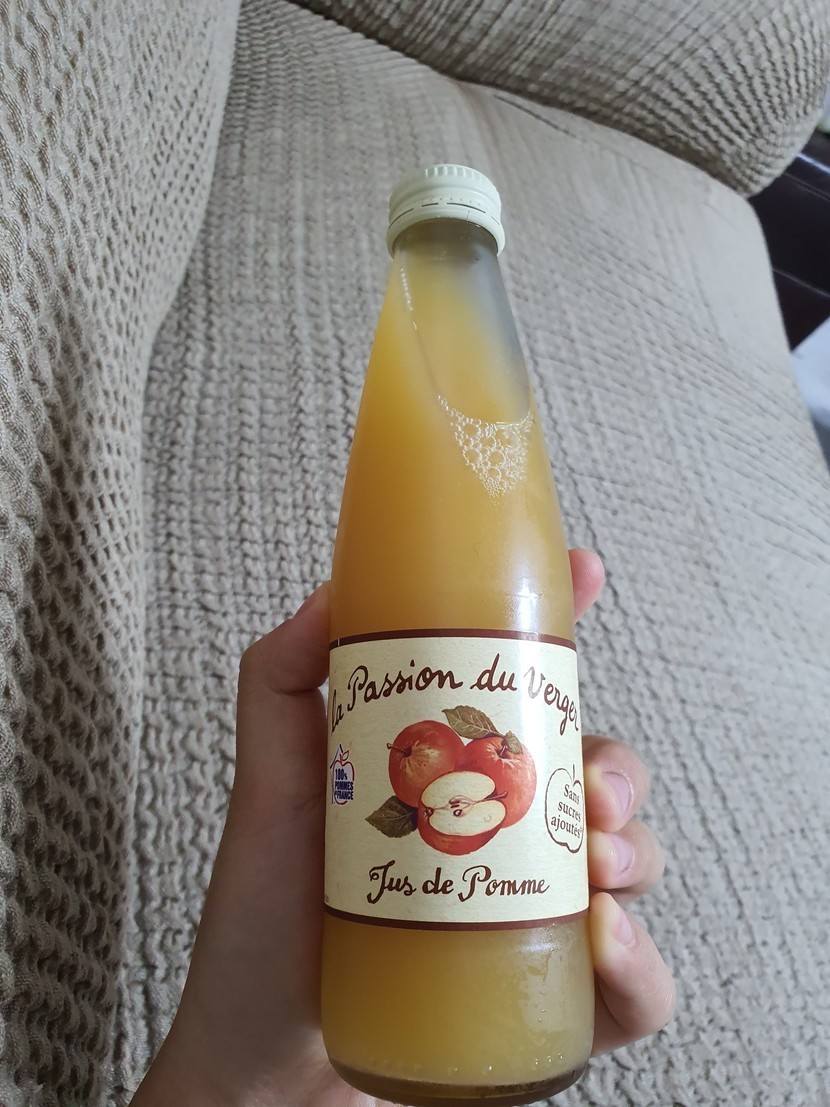 la Passion du Verger
100%
POMMES
FRANCE
Sans
sucres
ajoutés
Jus de Pomme